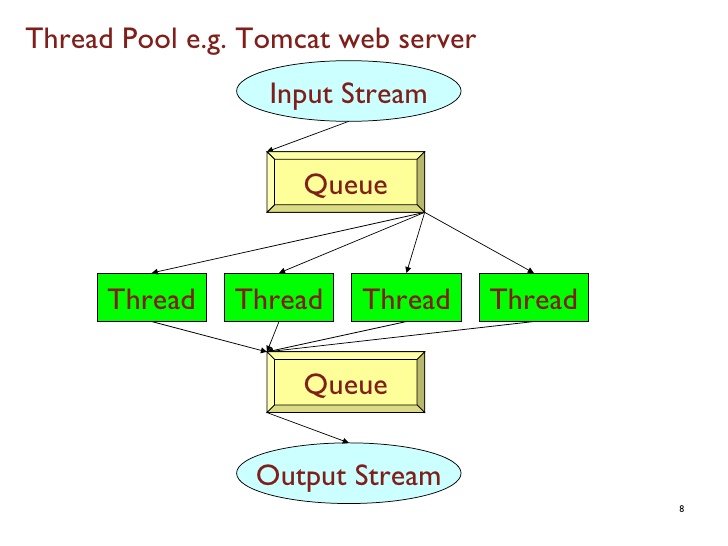 Thread Pool e.g. Tomcat web server
Input Stream
Queue
Thread Thread Thread Thread
Queue
Output Stream
8